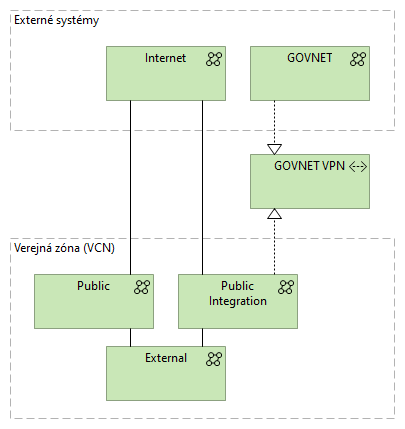 Externé systémy
Internet
GOVNET
GOVNET VPN
Verejná zóna (VCN)
Public
Public
Integration
External